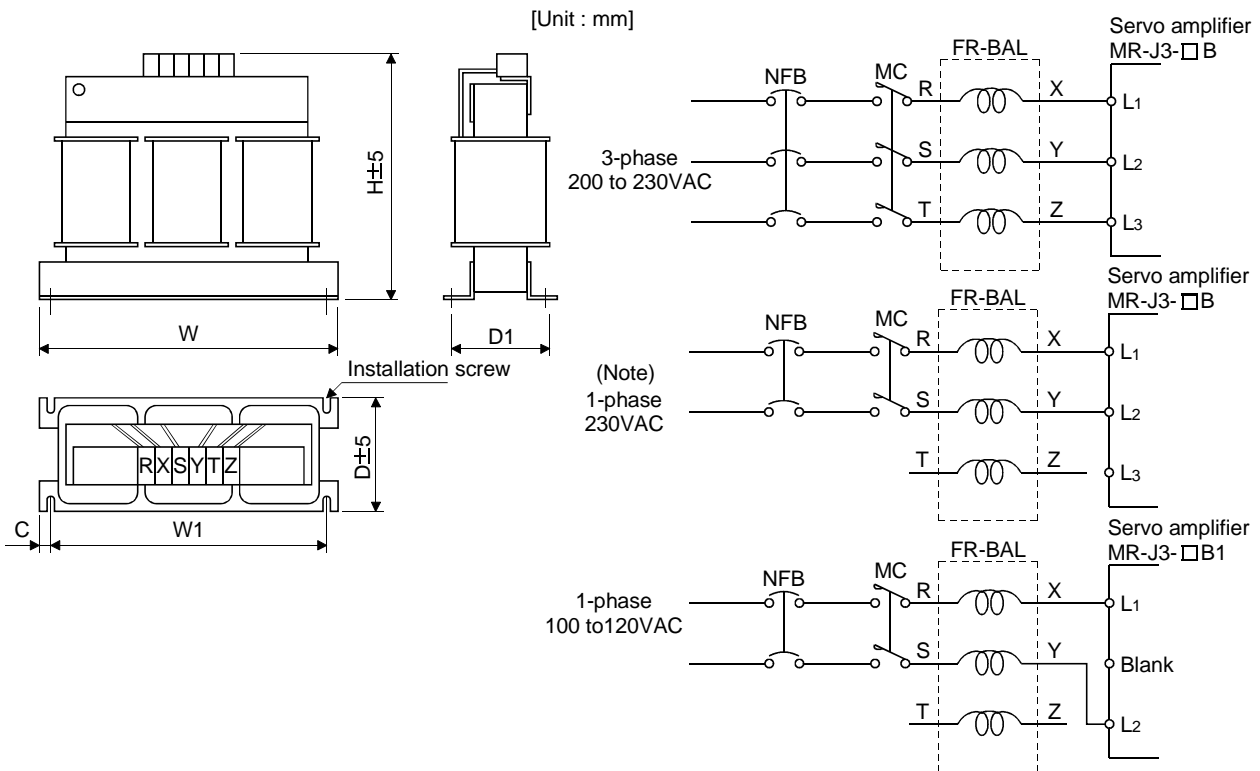 [Unit : mm]
H±5
W
D1
Installation screw
R X S Y T Z
D±5
C
W1
Servo amplifier
MR-J3-□B
FR-BAL
NFB
MC
R
X
L1
3-phase
200 to 230VAC
S
Y
L2
T
Z
L3
Servo amplifier
MR-J3-□B
FR-BAL
NFB
MC
R
X
L1
(Note)
1-phase
230VAC
S
Y
L2
T
Z
L3
Servo amplifier
MR-J3-□B1
FR-BAL
NFB
MC
R
X
L1
1-phase
100 to120VAC
S
Y
Blank
T
Z
L2